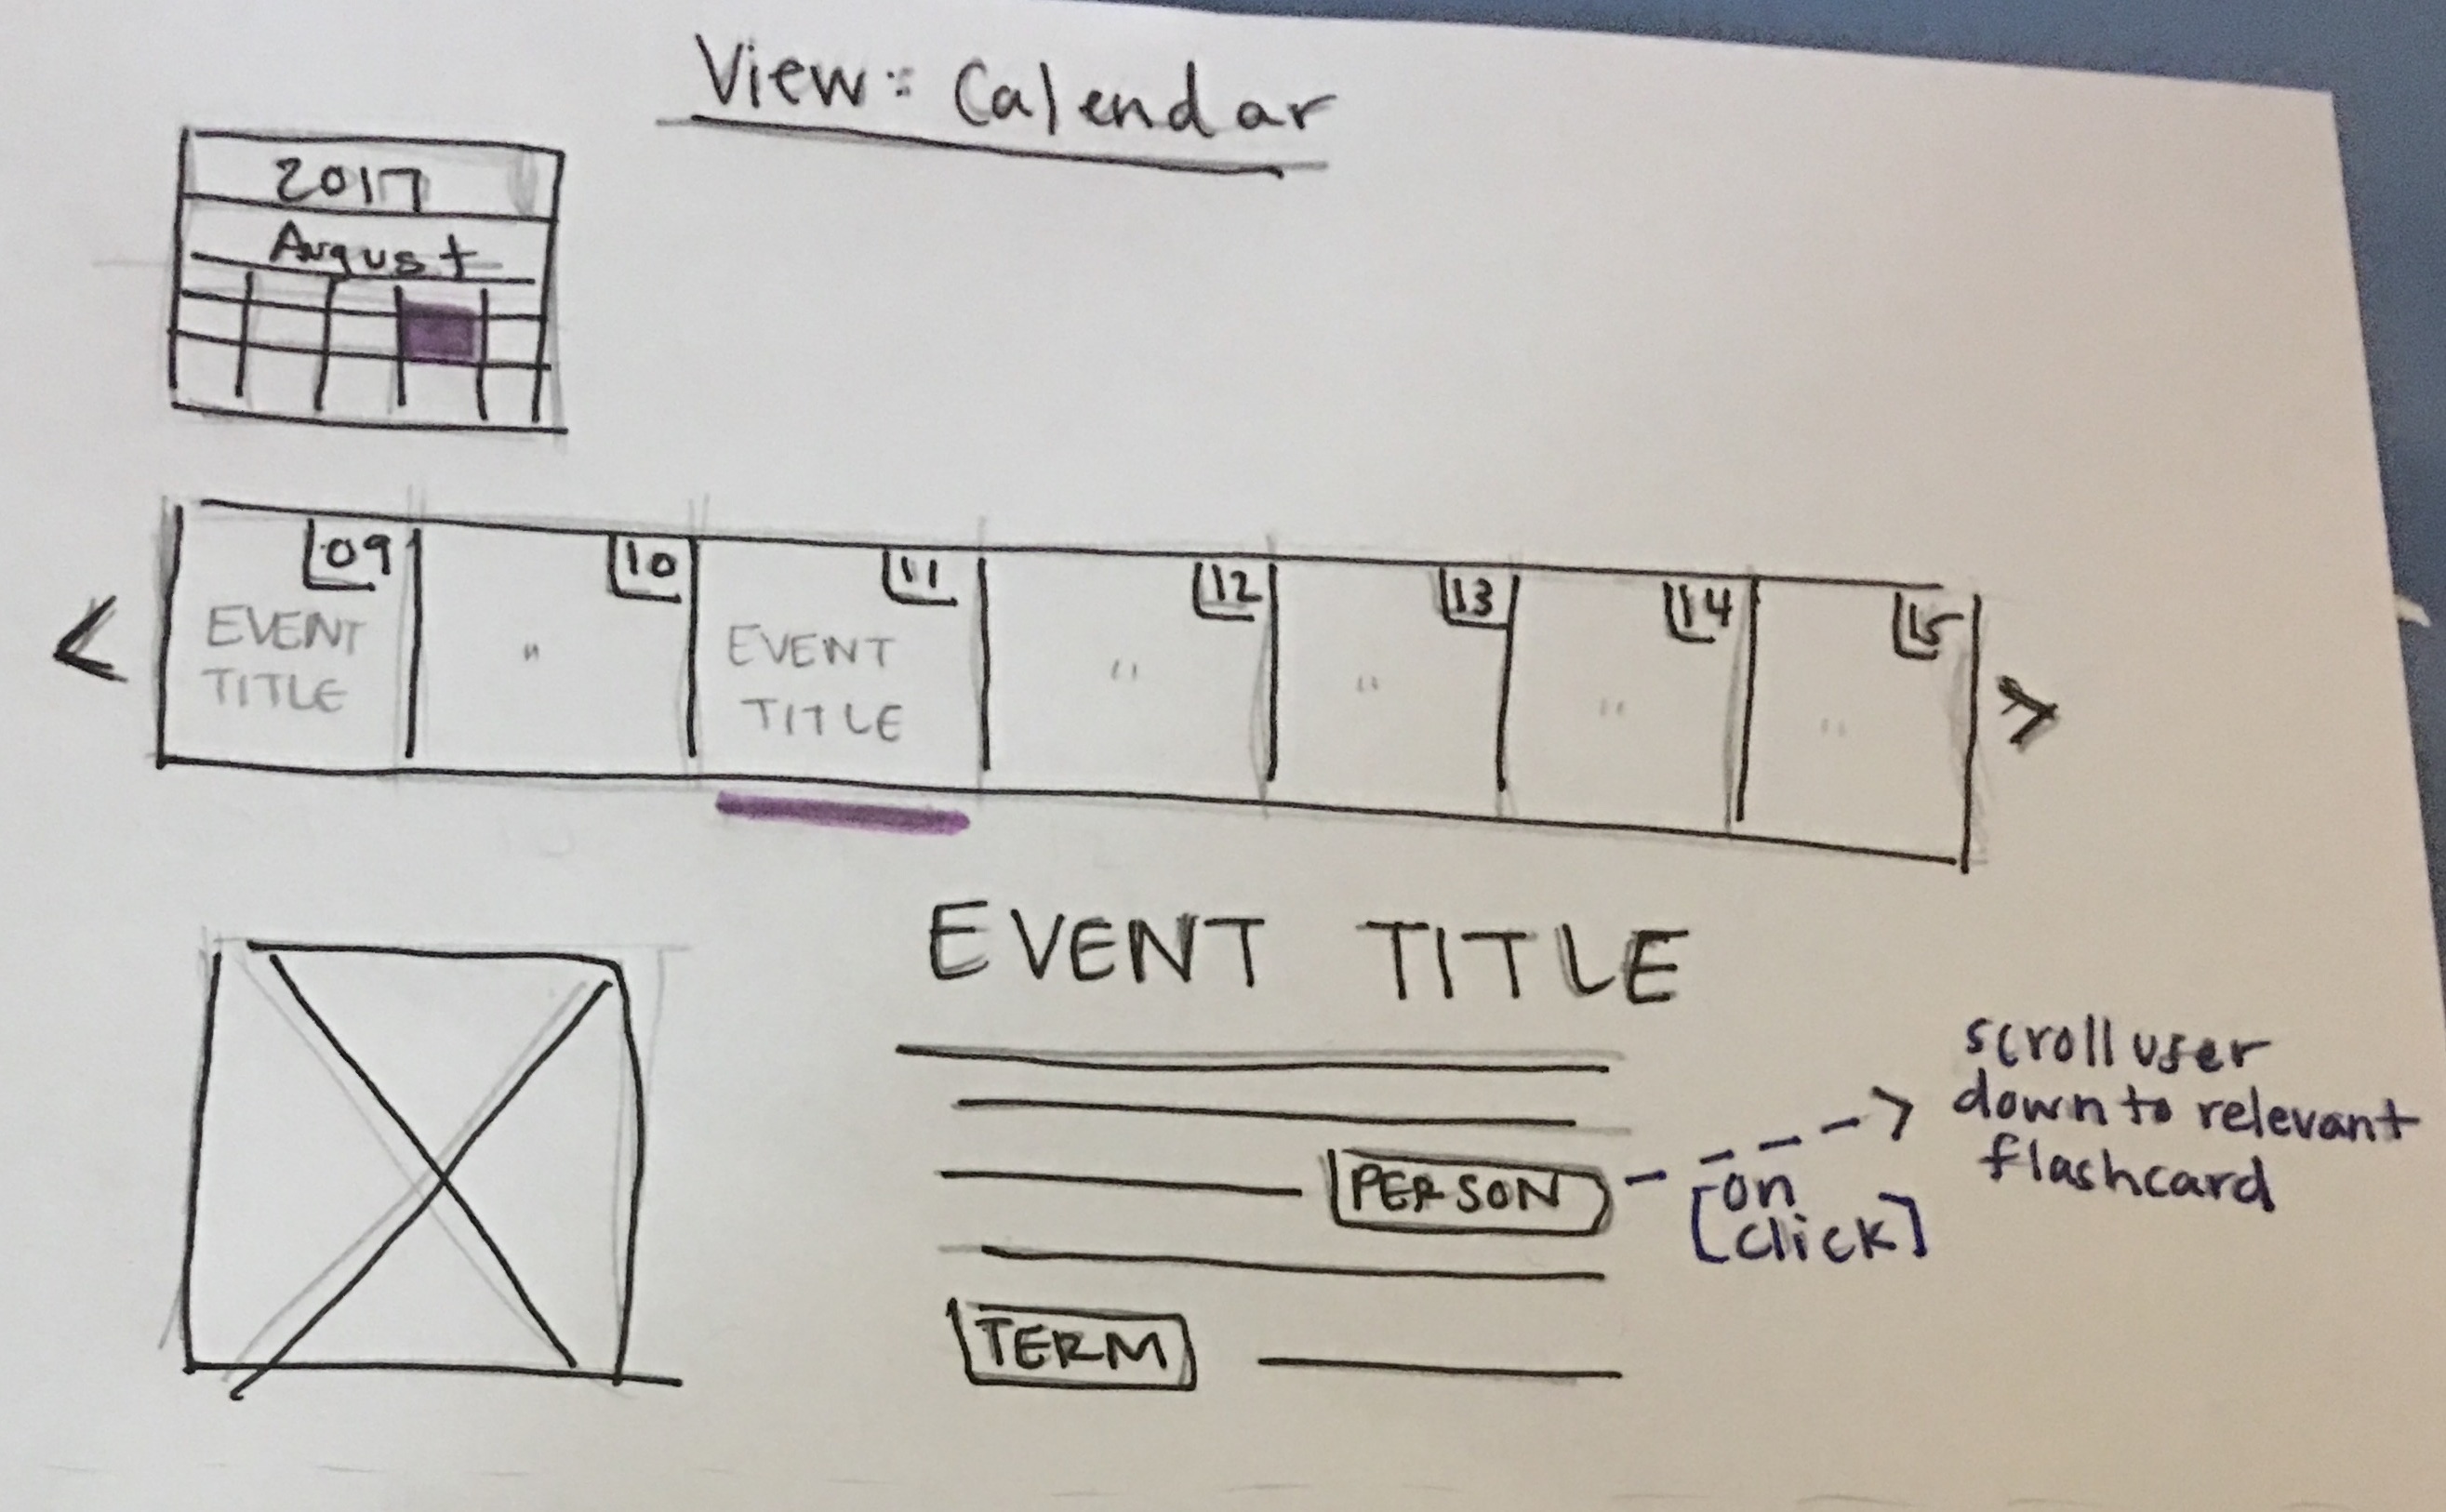 View: Calendar
2017
August
09
10
11
12
13
14
15
<
EVENT
TITLE
"
EVENT
TITLE
"
"
"
"
>
EVENT TITLE
PERSON
TERM
[on
click]
scroll user
down to relevant
flashcard